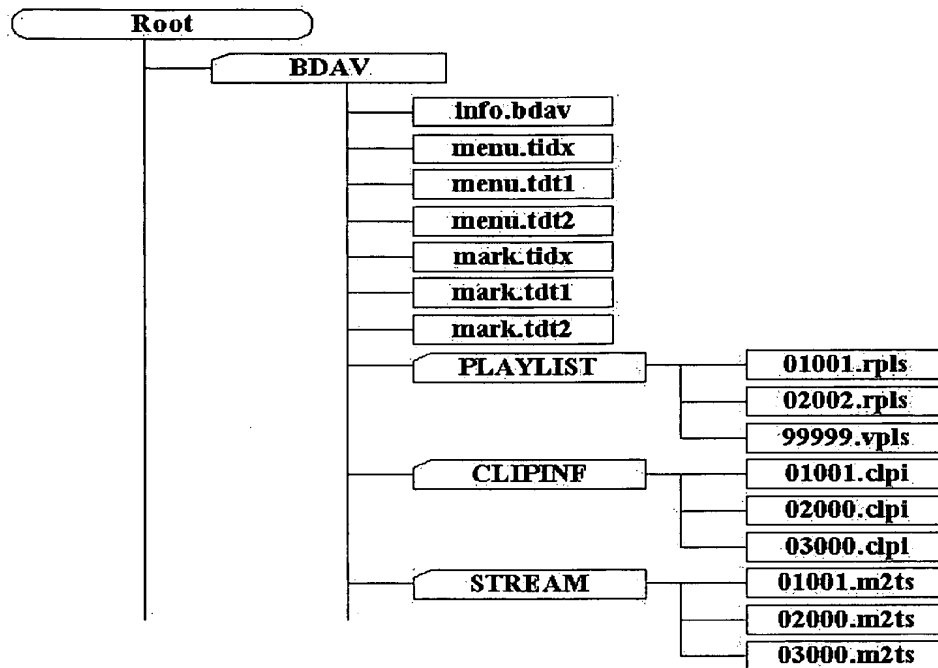 Root
BDAV
info.bdav
menu.tidx
menu.tdt1
menu.tdt2
mark.tidx
mark.tdt1
mark.tdt2
PLAYLIST
01001.rpls
02002.rpls
99999.vpls
CLIPINF
01001.clpi
02000.clpi
03000.clpi
STREAM
01001.m2ts
02000.m2ts
03000.m2ts